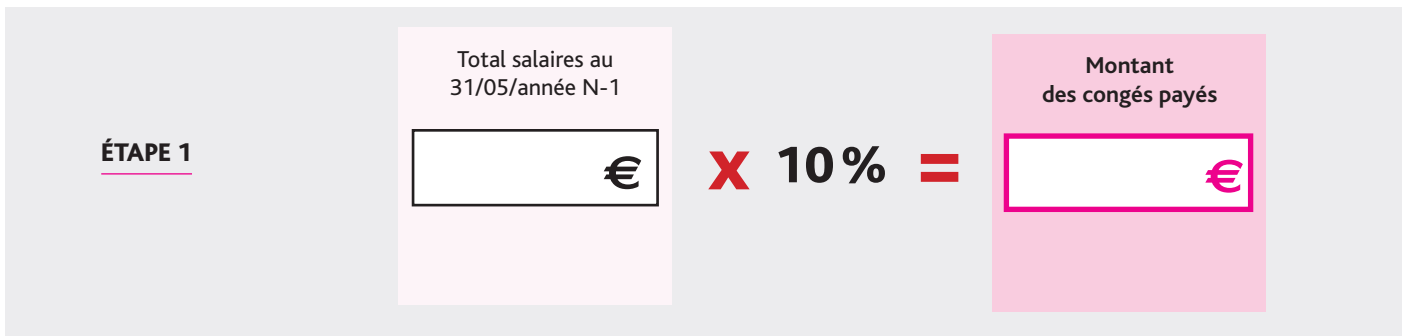 ÉTAPE 1
Total salaires au
31/05/année N-1
€
x 10 % =
Montant
des congés payés
€